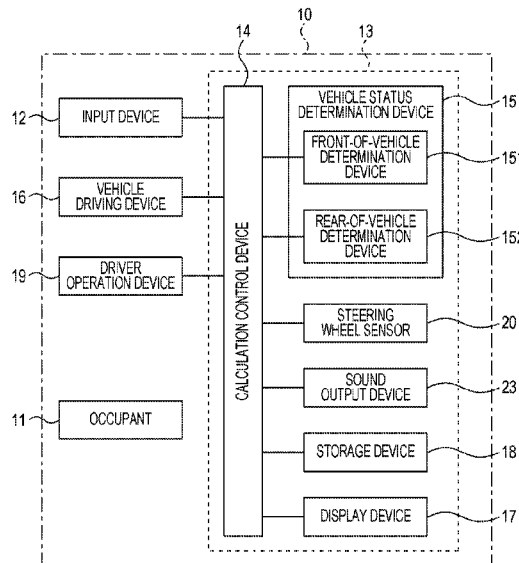 10
13
14
12
INPUT DEVICE
16
VEHICLE
DRIVING DEVICE
19
DRIVER
OPERATION DEVICE
11
OCCUPANT
CALCULATION CONTROL DEVICE
VEHICLE STATUS
DETERMINATION DEVICE
15
FRONT-OF-VEHICLE
DETERMINATION
DEVICE
151
REAR-OF-VEHICLE
DETERMINATION
DEVICE
152
STEERING
WHEEL SENSOR
20
SOUND
OUTPUT DEVICE
23
STORAGE DEVICE
18
DISPLAY DEVICE
17